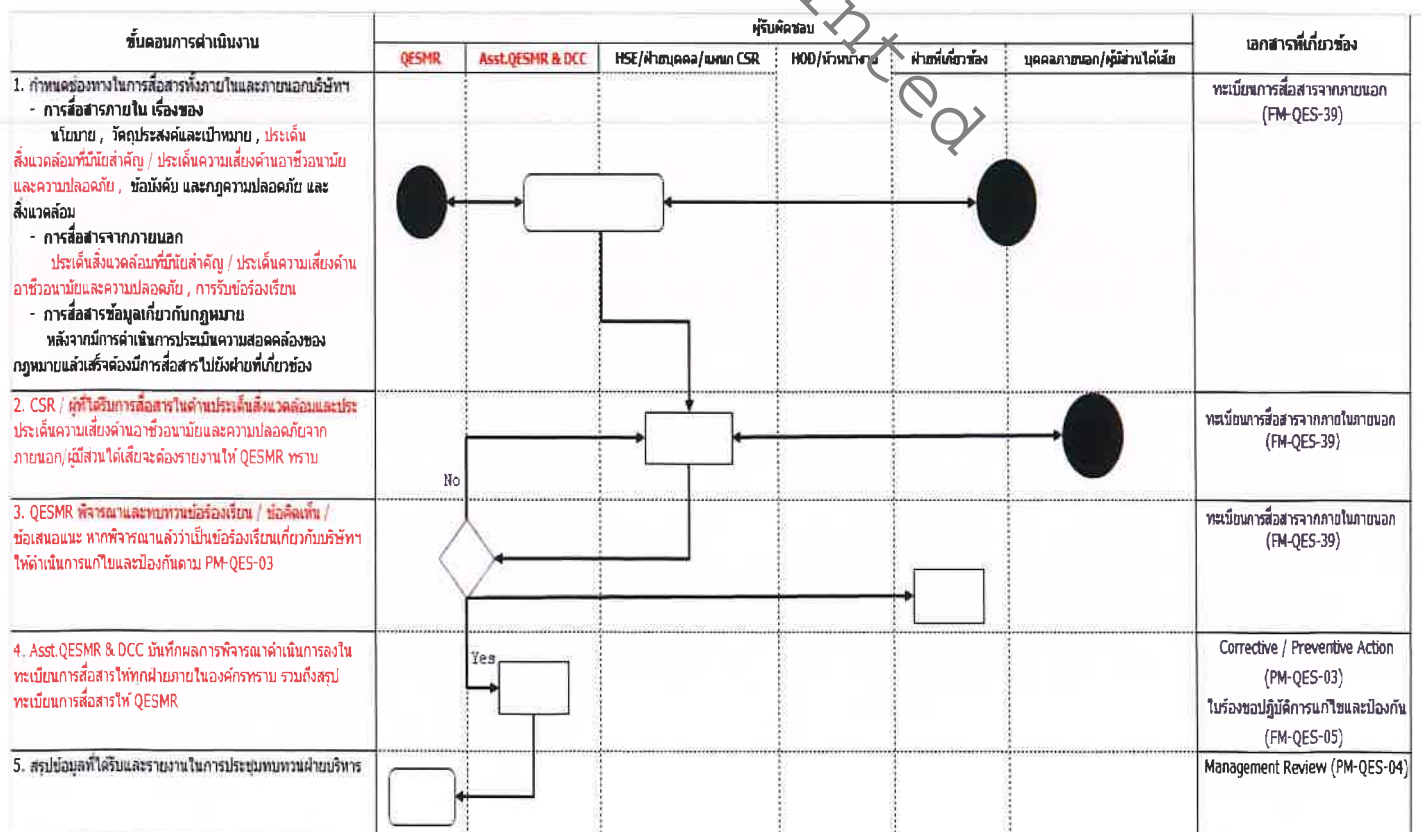 ขั้นตอนการดำเนินงาน
ผู้รับผิดชอบ
เอกสารที่เกี่ยวข้อง
QESMR
Asst.QESMR & DCC
HSE/ฝ่ายบุคคล/แผนก CSR
HOD/หัวหน้างาน
ฝ่ายที่เกี่ยวข้อง
บุคคลภายนอก/ผู้มีส่วนได้เสีย
1. กำหนดช่องทางในการสื่อสารทั้งภายในและภายนอกบริษัทฯ
- การสื่อสารภายใน เรื่องของ
นโยบาย , วัตถุประสงค์และเป้าหมาย , ประเด็น
สิ่งแวดล้อมที่มีนัยสำคัญ / ประเด็นความเสี่ยงด้านอาชีวอนามัย
และความปลอดภัย , ข้อบังคับ และกฎความปลอดภัย และ
สิ่งแวดล้อม
- การสื่อสารจากภายนอก
ประเด็นสิ่งแวดล้อมที่มีนัยสำคัญ / ประเด็นความเสี่ยงด้าน
อาชีวอนามัยและความปลอดภัย , การรับข้อร้องเรียน
- การสื่อสารข้อมูลเกี่ยวกับกฎหมาย
หลังจากมีการดำเนินการประเมินความสอดคล้องของ
กฎหมายแล้วเสร็จต้องมีการสื่อสารไปยังฝ่ายที่เกี่ยวข้อง
ทะเบียนการสื่อสารจากภายนอก
(FM-QES-39)
2. CSR / ผู้ที่ได้รับการสื่อสารในด้านประเด็นสิ่งแวดล้อมและประ
ประเด็นความเสี่ยงด้านอาชีวอนามัยและความปลอดภัยจาก
ภายนอก/ผู้มีส่วนได้เสียจะต้องรายงานให้ QESMR ทราบ
No
ทะเบียนการสื่อสารจากภายในภายนอก
(FM-QES-39)
3. QESMR พิจารณาและทบทวนข้อร้องเรียน / ข้อคิดเห็น /
ข้อเสนอแนะ หากพิจารณาแล้วว่าเป็นข้อร้องเรียนเกี่ยวกับบริษัทฯ
ให้ดำเนินการแก้ไขและป้องกันตาม PM-QES-03
ทะเบียนการสื่อสารจากภายในภายนอก
(FM-QES-39)
4. Asst.QESMR & DCC บันทึกผลการพิจารณาดำเนินการลงใน
ทะเบียนการสื่อสารให้ทุกฝ่ายภายในองค์กรทราบ รวมถึงสรุป
ทะเบียนการสื่อสารให้ QESMR
Yes
Corrective / Preventive Action
(PM-QES-03)
ใบร้องขอปฏิบัติการแก้ไขและป้องกัน
(FM-QES-05)
5. สรุปข้อมูลที่ได้รับและรายงานในการประชุมทบทวนฝ่ายบริหาร
Management Review (PM-QES-04)